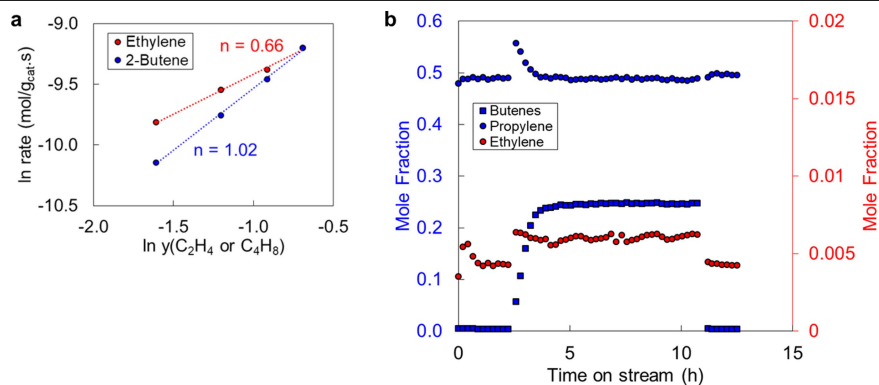 a
-9.0
-9.5
-10.0
-10.5
ln rate (mol/gcat.s)
Ethylene
2-Butene
n = 0.66
n = 1.02
-2.0 -1.5 -1.0 -0.5
ln y(C2H4 or C4H8)
b
0.6
0.5
0.4
0.3
0.2
0.1
0.0
Mole Fraction
Butenes
Propylene
Ethylene
0.02
0.015
0.01
0.005
0
Mole Fraction
0 5 10 15
Time on stream (h)